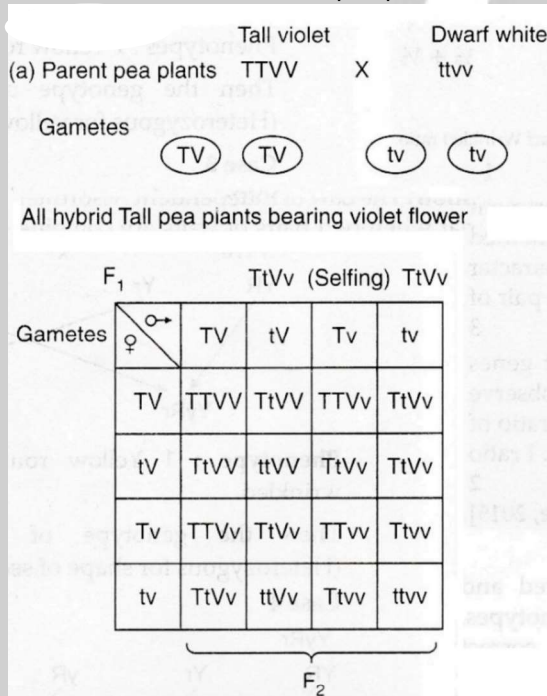 Tall violet Dwarf white
(a) Parent pea plants TTVV X ttvv
Gametes
TV TV tv tv
All hybrid Tall pea plants bearing violet flower
F₁ TtVv (Selfing) TtVv
Gametes ♀ ♂ TV tV Tv tv
TV TTVV TtVV TTVv TtVv
tV TtVV ttVV TtVv TtVv
Tv TTVv TtVv TTvv Ttvv
tv TtVv ttVv Ttvv ttvv
F₂